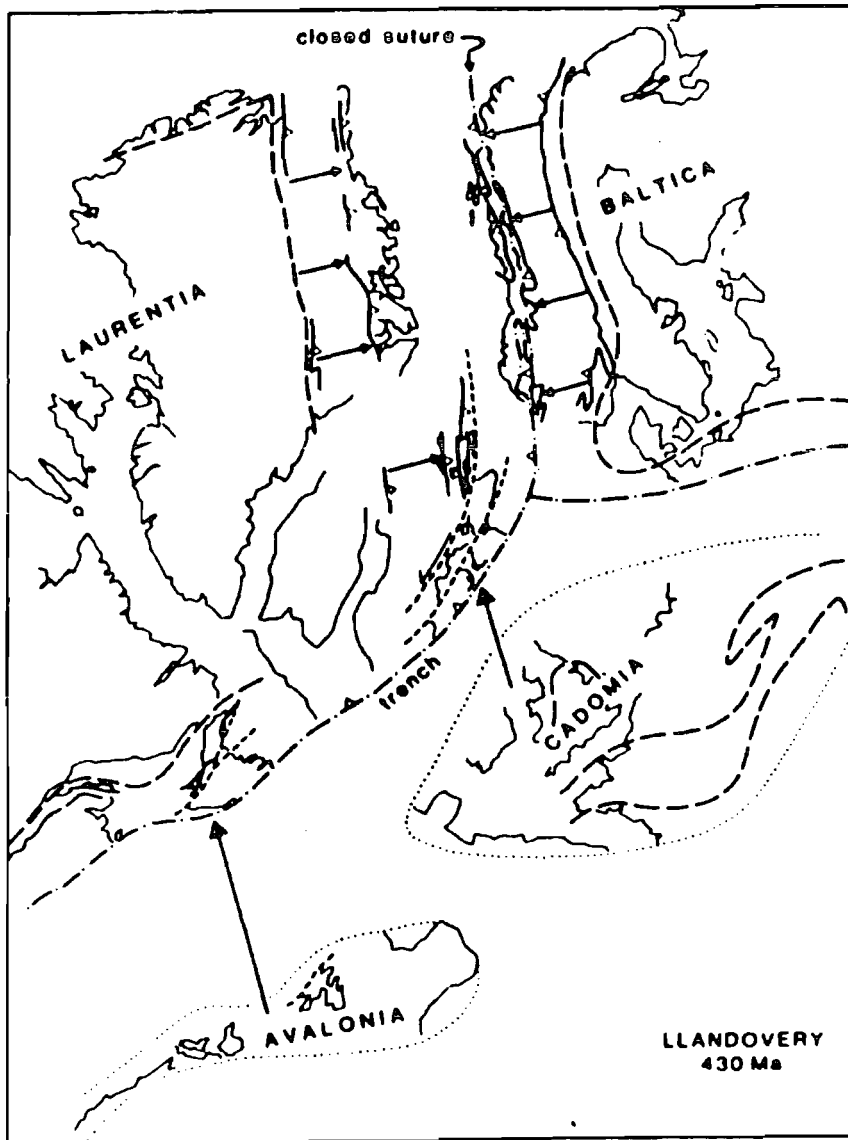 closed suture
BALTICA
LAURENTIA
trench
CADOMIA
AVALONIA
LLANDOVERY
430 Ma